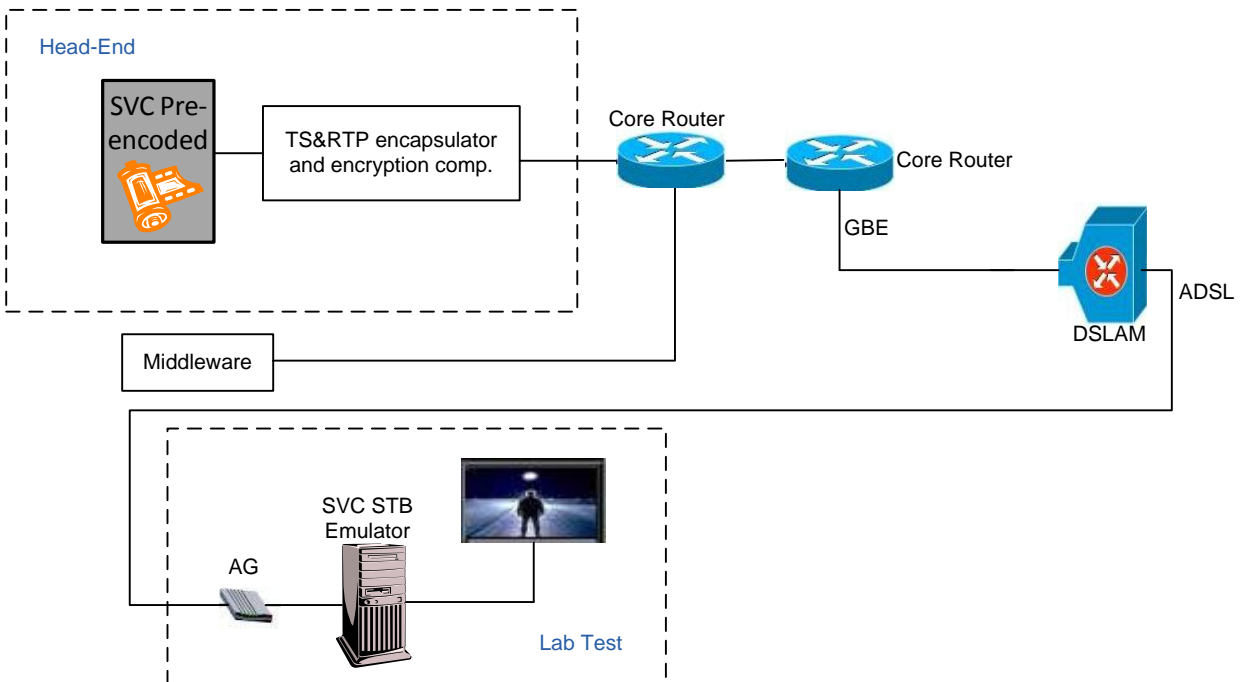 Head-End
SVC Pre-
encoded
TS&RTP encapsulator
and encryption comp.
Core Router
Core Router
GBE
ADSL
DSLAM
Middleware
SVC STB
Emulator
AG
Lab Test